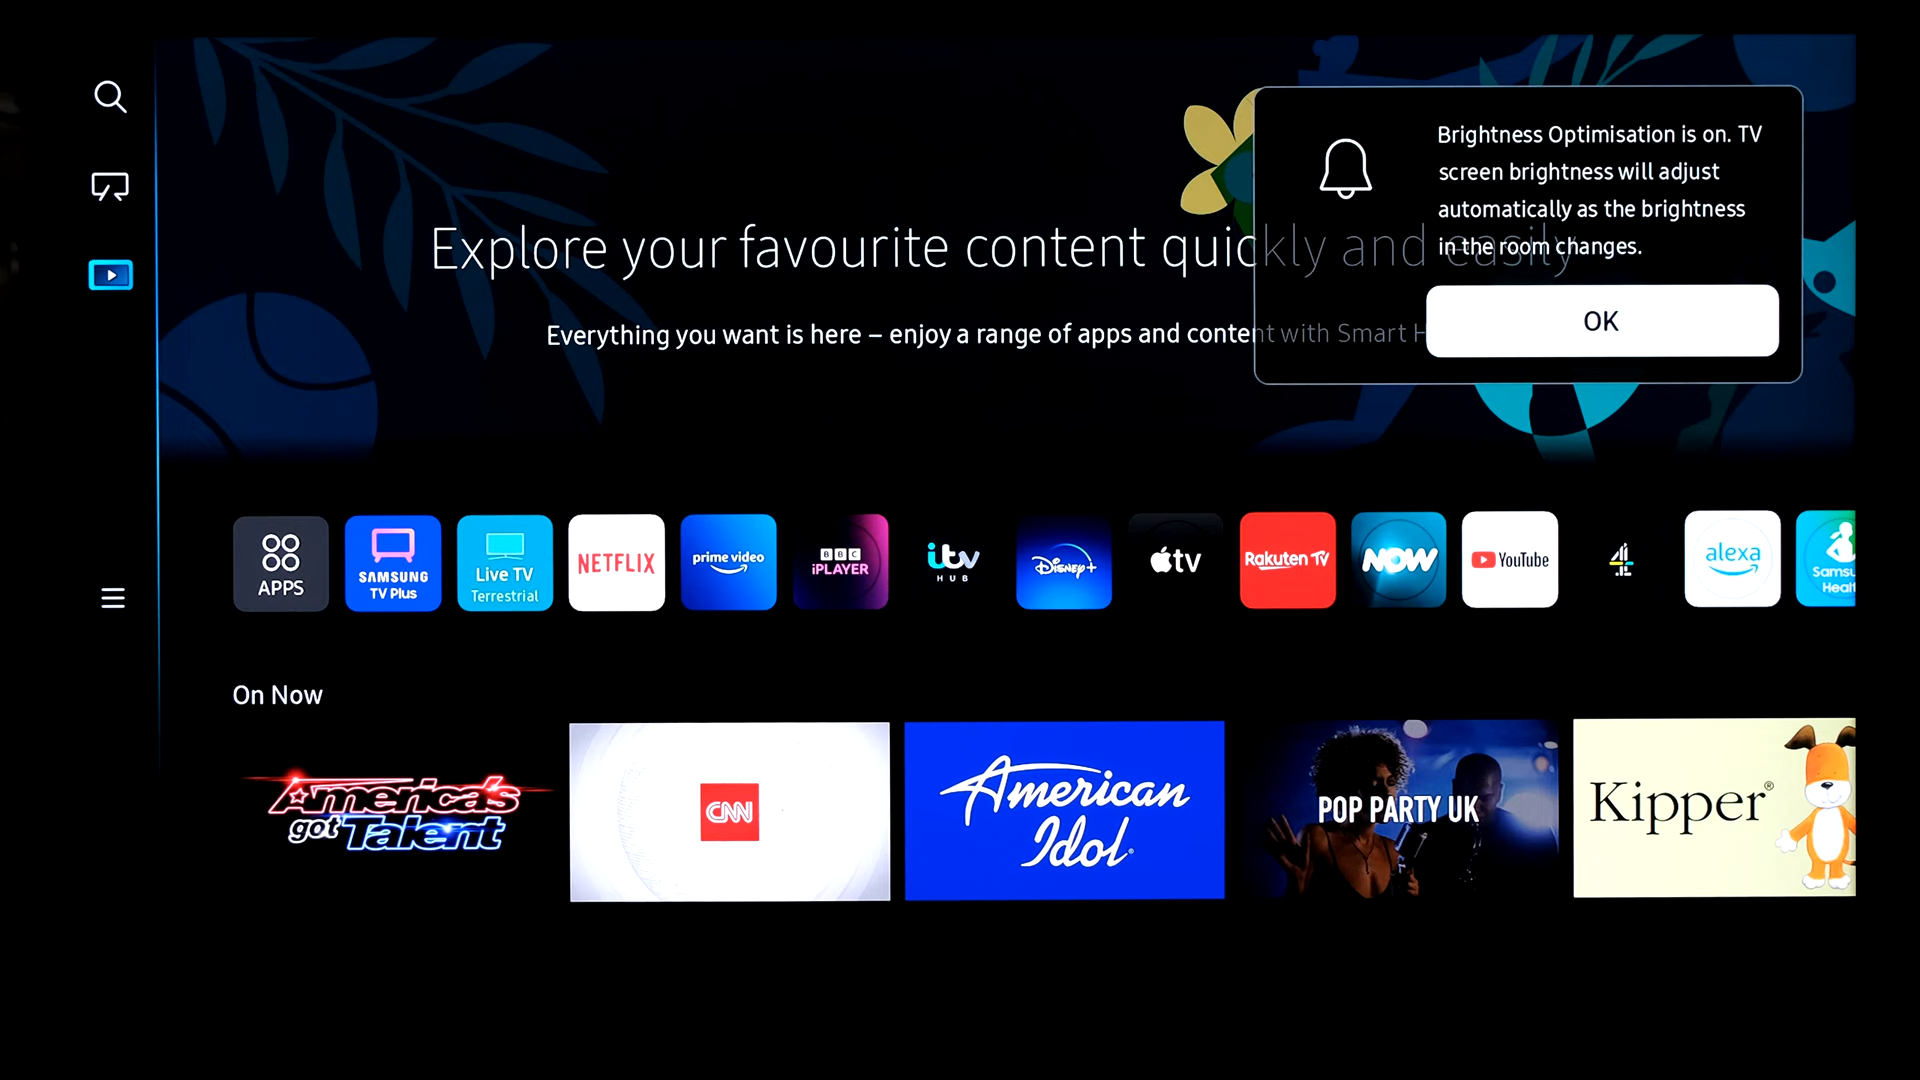 Brightness Optimisation is on. TV
screen brightness will adjust
automatically as the brightness
in the room changes.
OK
Explore your favourite content quickly and easily
Everything you want is here – enjoy a range of apps and content with Smart H
APPS
SAMSUNG
TV Plus
Live TV
Terrestrial
NETFLIX
prime video
BBC
iPLAYER
itv
HUB
Disney+
tv
Rakuten TV
NOW
YouTube
4
alexa
Samsu
Healt
On Now
America's
got Talent
CNN
American
Idol
POP PARTY UK
Kipper®